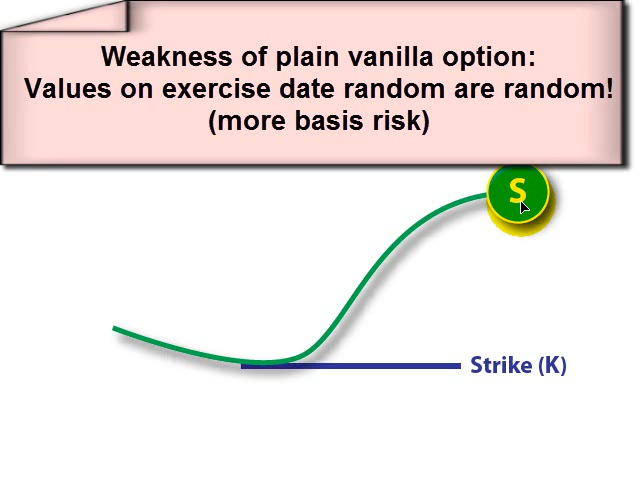 Weakness of plain vanilla option:
Values on exercise date random are random!
(more basis risk)
S
Strike (K)